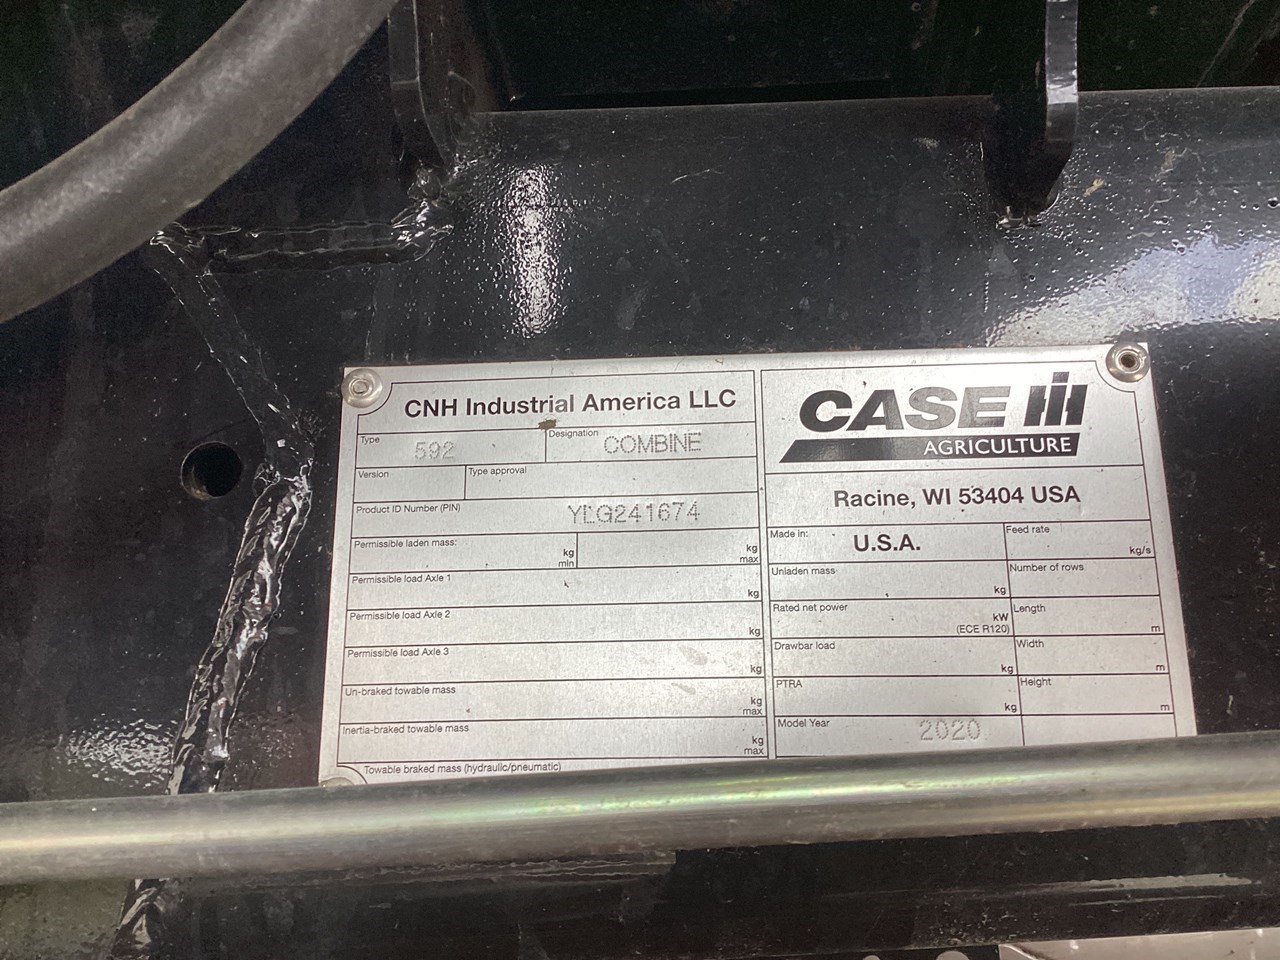 CNH Industrial America LLC
Type 592
Designation COMBINE
Version
Type approval
Product ID Number (PIN) YLG241674
Permissible laden mass: kg min kg max
Permissible load Axle 1 kg
Permissible load Axle 2 kg
Permissible load Axle 3 kg
Un-braked towable mass kg max
Inertia-braked towable mass kg max
Towable braked mass (hydraulic/pneumatic)
CASE IH
AGRICULTURE
Racine, WI 53404 USA
Made in: U.S.A.
Feed rate kg/s
Unladen mass kg
Number of rows
Rated net power kW (ECE R120)
Length m
Drawbar load kg
Width m
PTRA kg
Height m
Model Year 2020